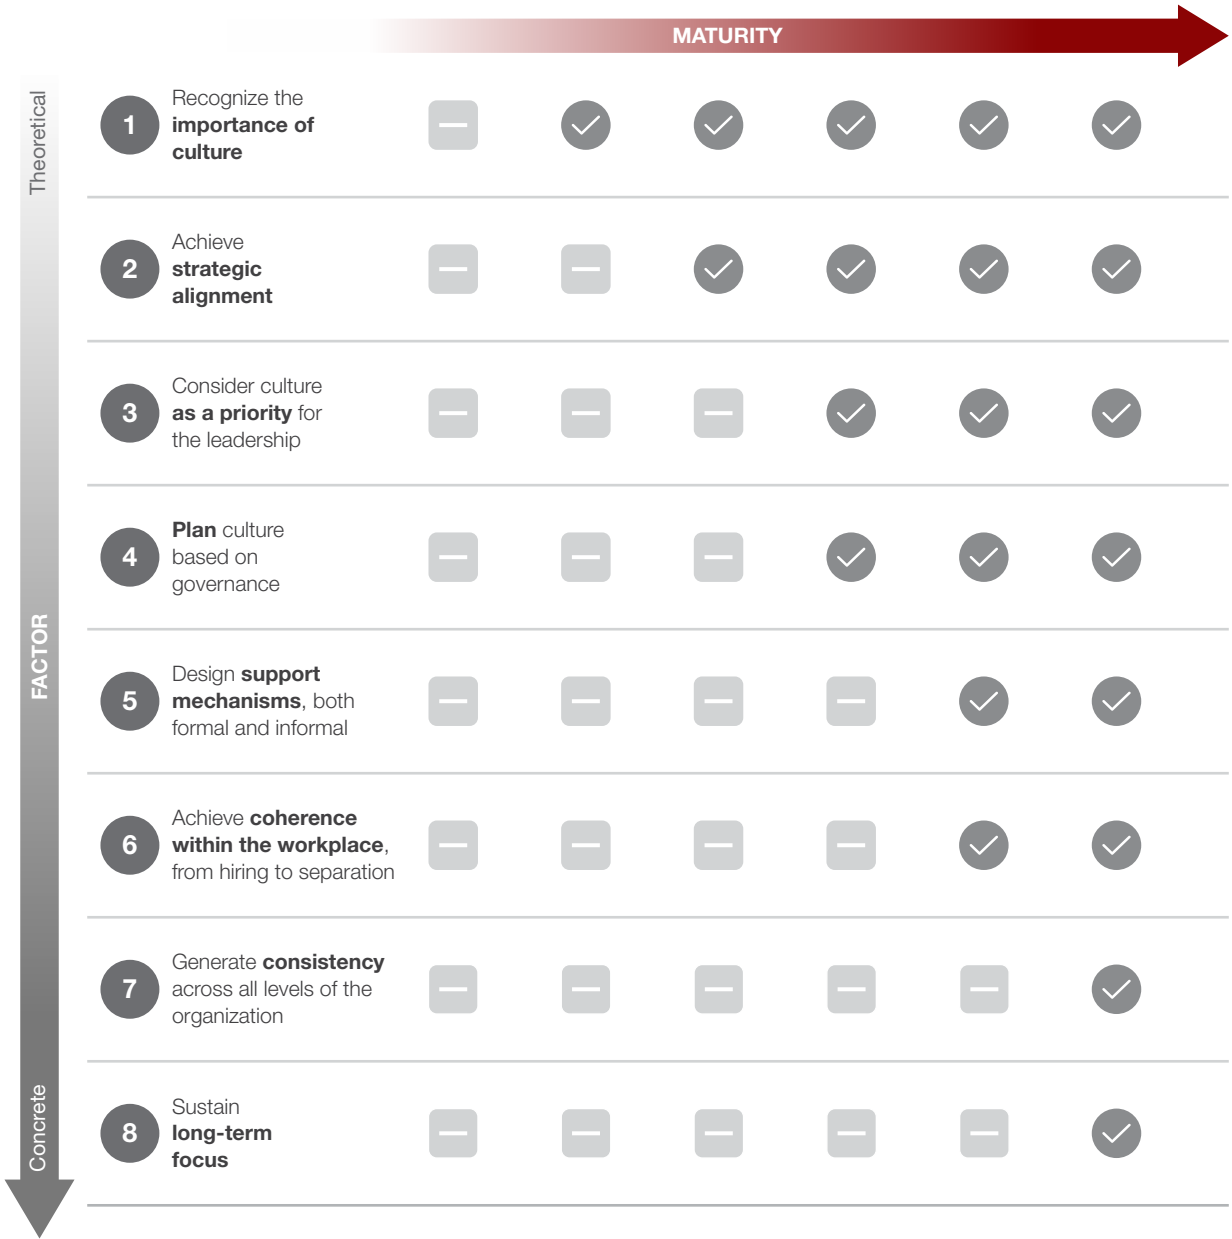 MATURITY
Theoretical
FACTOR
Concrete
1
Recognize the
importance of
culture
2
Achieve
strategic
alignment
3
Consider culture
as a priority for
the leadership
4
Plan culture
based on
governance
5
Design support
mechanisms, both
formal and informal
6
Achieve coherence
within the workplace,
from hiring to separation
7
Generate consistency
across all levels of the
organization
8
Sustain
long-term
focus